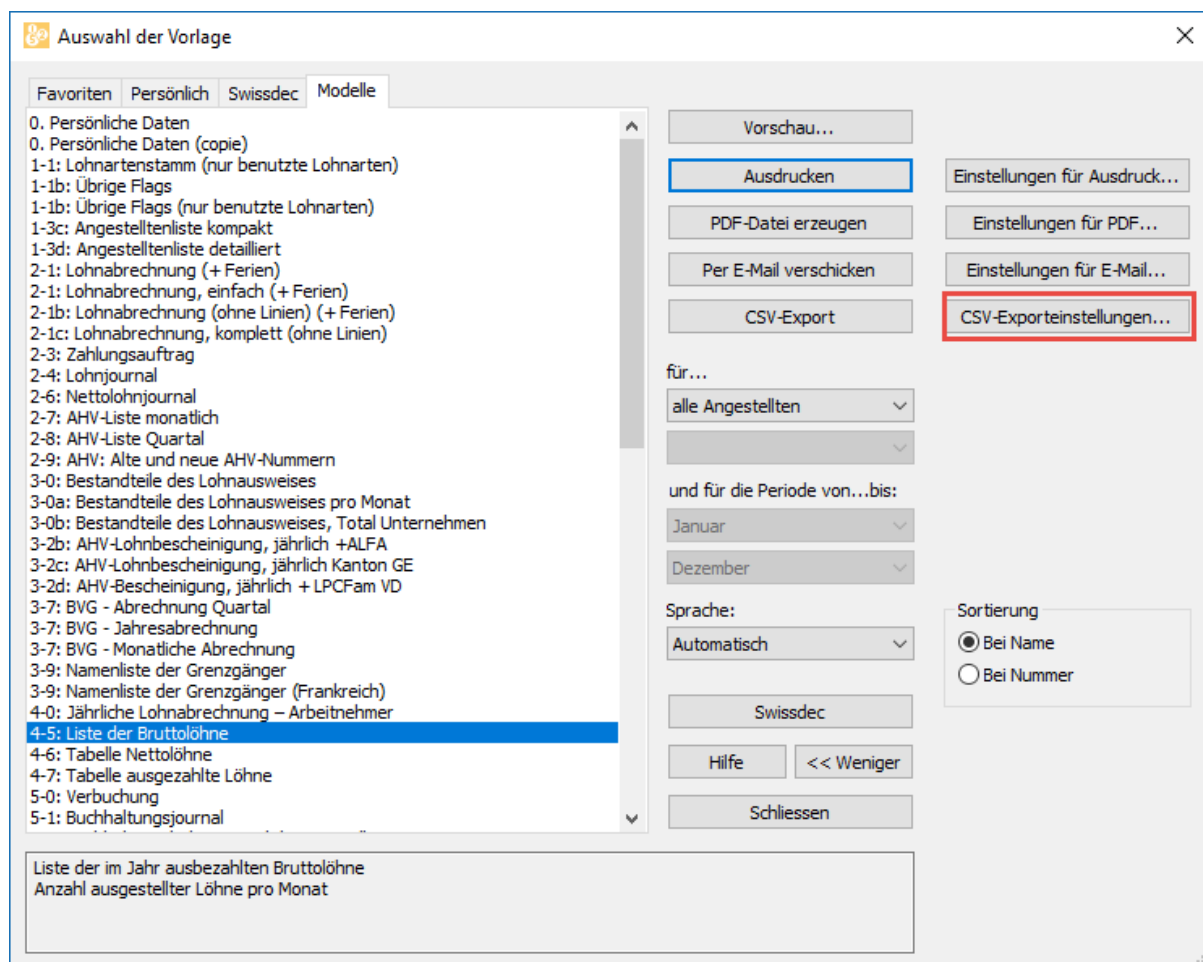 Auswahl der Vorlage
Favoriten Persönlich Swissdec Modelle
0. Persönliche Daten
0. Persönliche Daten (copie)
1-1: Lohnartenstamm (nur benutzte Lohnarten)
1-1b: Übrige Flags
1-1b: Übrige Flags (nur benutzte Lohnarten)
1-3c: Angestelltenliste kompakt
1-3d: Angestelltenliste detailliert
2-1: Lohnabrechnung (+ Ferien)
2-1: Lohnabrechnung, einfach (+ Ferien)
2-1b: Lohnabrechnung (ohne Linien) (+ Ferien)
2-1c: Lohnabrechnung, komplett (ohne Linien)
2-3: Zahlungsauftrag
2-4: Lohnjournal
2-6: Nettolohnjournal
2-7: AHV-Liste monatlich
2-8: AHV-Liste Quartal
2-9: AHV: Alte und neue AHV-Nummern
3-0: Bestandteile des Lohnausweises
3-0a: Bestandteile des Lohnausweises pro Monat
3-0b: Bestandteile des Lohnausweises, Total Unternehmen
3-2b: AHV-Lohnbescheinigung, jährlich +ALFA
3-2c: AHV-Lohnbescheinigung, jährlich Kanton GE
3-2d: AHV-Bescheinigung, jährlich + LPCFam VD
3-7: BVG - Abrechnung Quartal
3-7: BVG - Jahresabrechnung
3-7: BVG - Monatliche Abrechnung
3-9: Namenliste der Grenzgänger
3-9: Namenliste der Grenzgänger (Frankreich)
4-0: Jährliche Lohnabrechnung – Arbeitnehmer
4-5: Liste der Bruttolöhne
4-6: Tabelle Nettolöhne
4-7: Tabelle ausgezahlte Löhne
5-0: Verbuchung
5-1: Buchhaltungsjournal
Vorschau...
Ausdrucken Einstellungen für Ausdruck...
PDF-Datei erzeugen Einstellungen für PDF...
Per E-Mail verschicken Einstellungen für E-Mail...
CSV-Export CSV-Exporteinstellungen...
für...
alle Angestellten
und für die Periode von...bis:
Januar
Dezember
Sprache:
Automatisch
Sortierung
Bei Name
Bei Nummer
Swissdec
Hilfe << Weniger
Schliessen
Liste der im Jahr ausbezahlten Bruttolöhne
Anzahl ausgestellter Löhne pro Monat